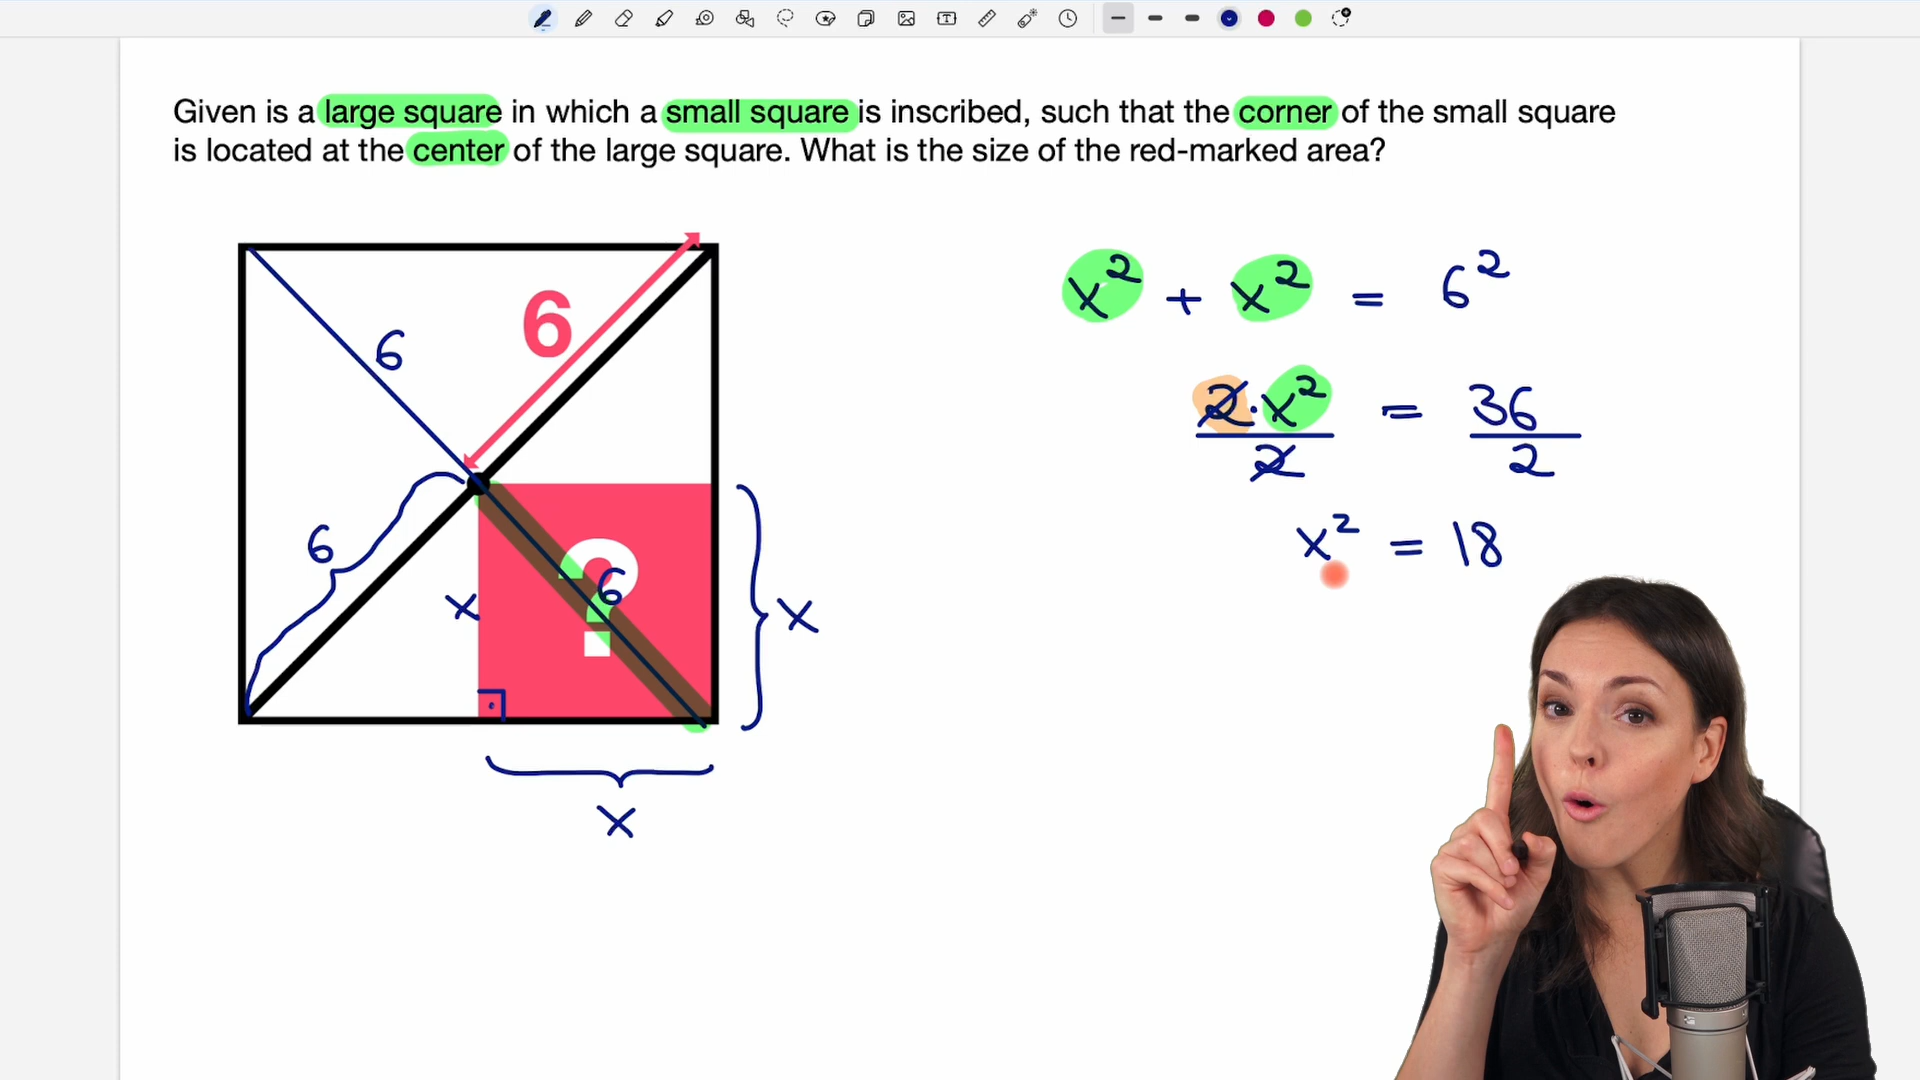 Given is a large square in which a small square is inscribed, such that the corner of the small square
is located at the center of the large square. What is the size of the red-marked area?
6
6
6
?
6
x
x
x
x² + x² = 6²
2·x² = 36
2 2
x² = 18